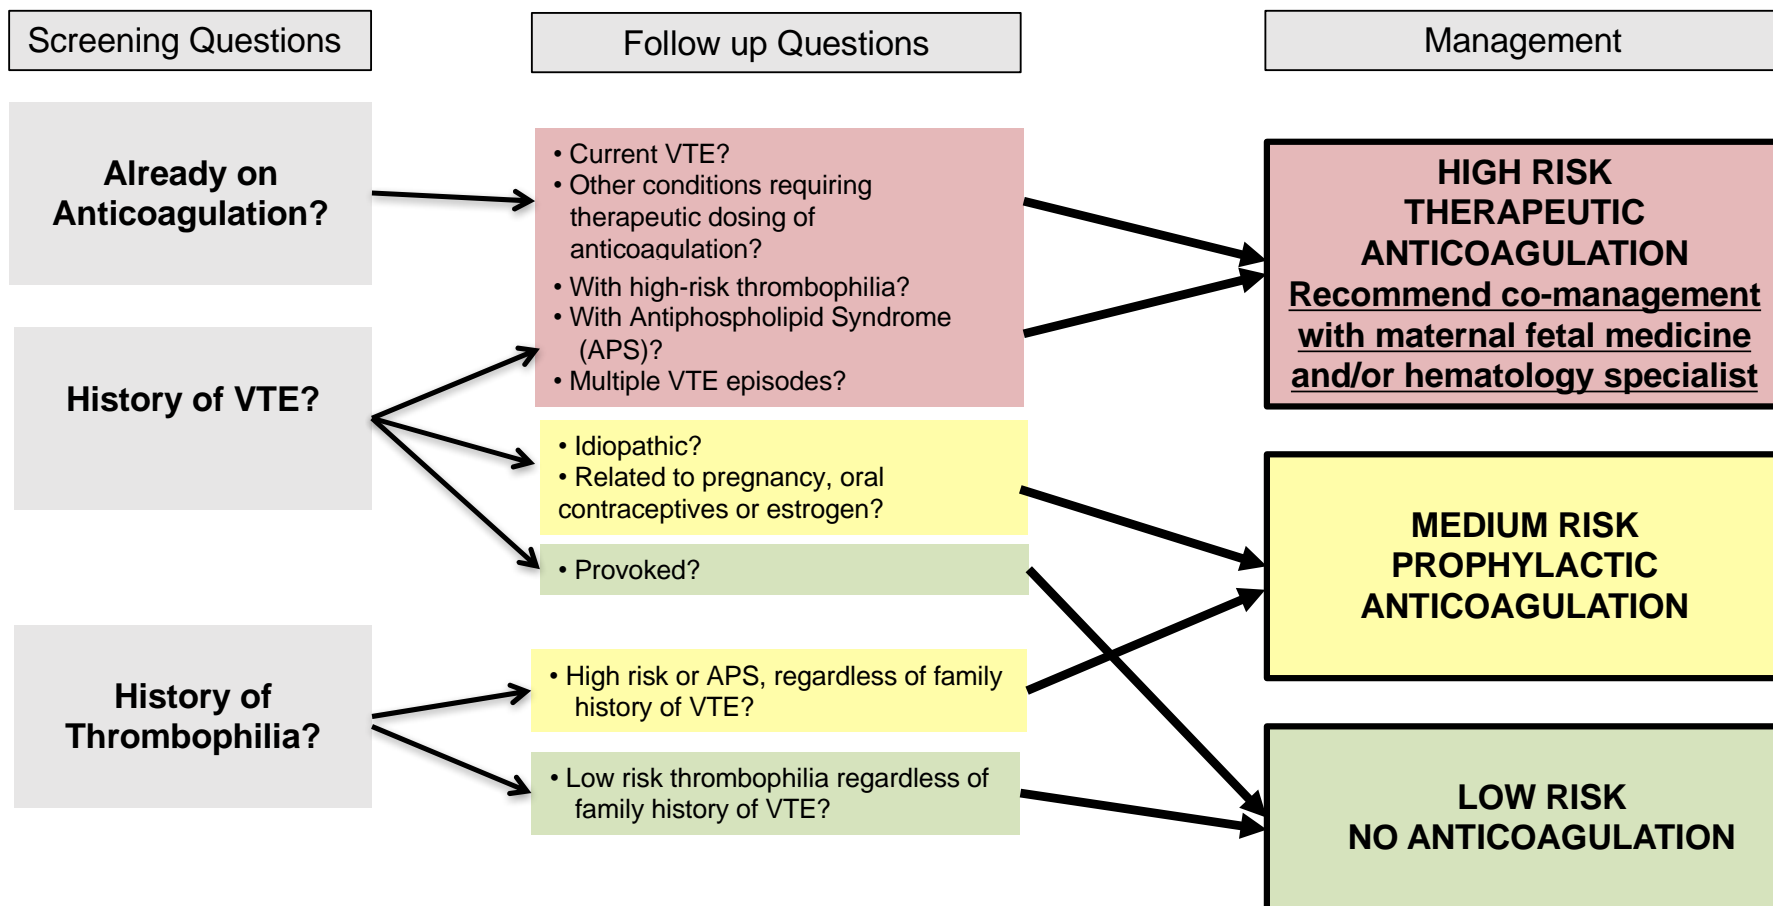 Screening Questions
Follow up Questions
Management
Already on
Anticoagulation?
History of VTE?
History of
Thrombophilia?
• Current VTE?
• Other conditions requiring
therapeutic dosing of
anticoagulation?
• With high-risk thrombophilia?
• With Antiphospholipid Syndrome
(APS)?
• Multiple VTE episodes?
• Idiopathic?
• Related to pregnancy, oral
contraceptives or estrogen?
• Provoked?
• High risk or APS, regardless of family
history of VTE?
• Low risk thrombophilia regardless of
family history of VTE?
HIGH RISK
THERAPEUTIC
ANTICOAGULATION
Recommend co-management
with maternal fetal medicine
and/or hematology specialist
MEDIUM RISK
PROPHYLACTIC
ANTICOAGULATION
LOW RISK
NO ANTICOAGULATION